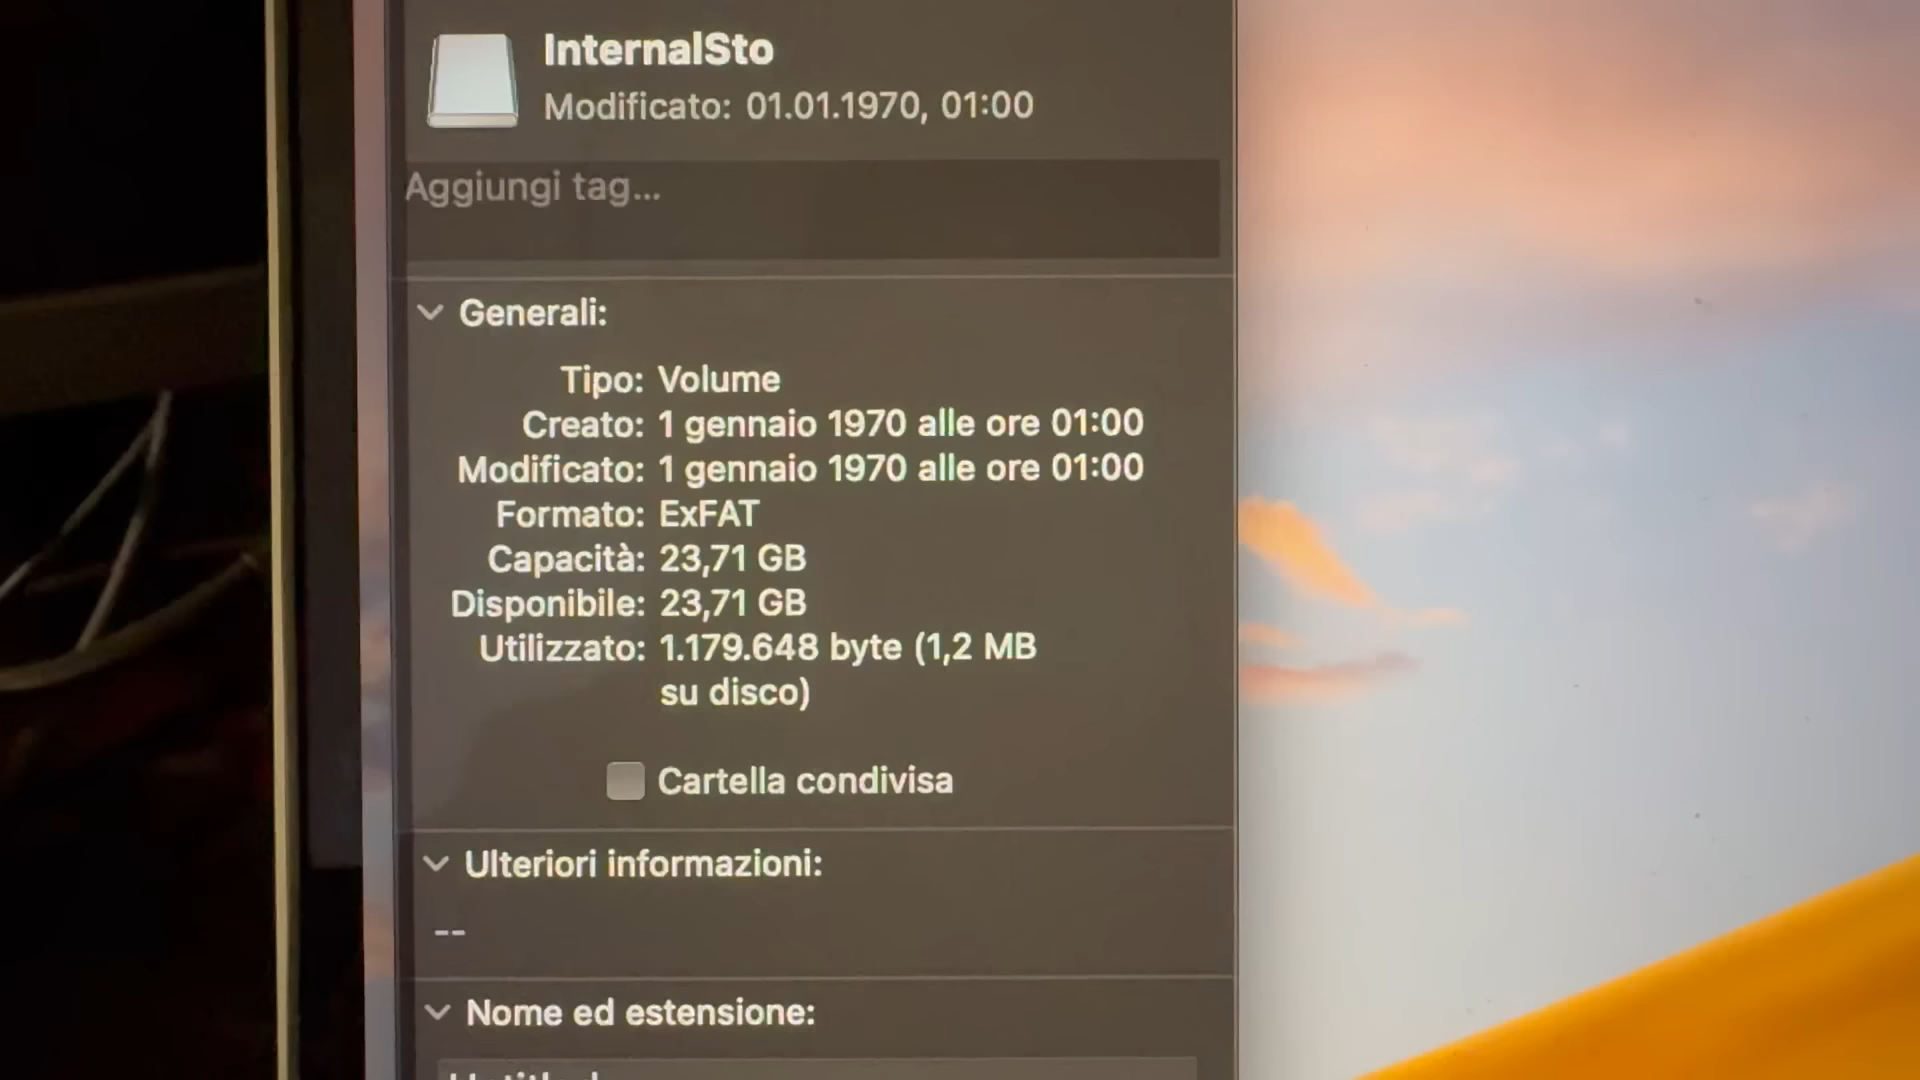 InternalSto
Modificato: 01.01.1970, 01:00
Aggiungi tag...
Generali:
Tipo: Volume
Creato: 1 gennaio 1970 alle ore 01:00
Modificato: 1 gennaio 1970 alle ore 01:00
Formato: ExFAT
Capacità: 23,71 GB
Disponibile: 23,71 GB
Utilizzato: 1.179.648 byte (1,2 MB
su disco)
Cartella condivisa
Ulteriori informazioni:
--
Nome ed estensione: